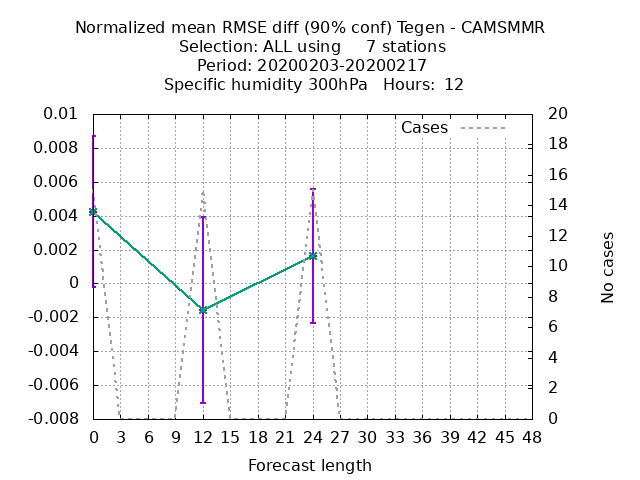 Normalized mean RMSE diff (90% conf) Tegen - CAMSMMR
Selection: ALL using     7 stations
Period: 20200203-20200217
Specific humidity 300hPa   Hours:  12
0.01
0.008
0.006
0.004
0.002
0
-0.002
-0.004
-0.006
-0.008
Cases
20
18
16
14
12
10
8
6
4
2
0
No cases
0 3 6 9 12 15 18 21 24 27 30 33 36 39 42 45 48
Forecast length